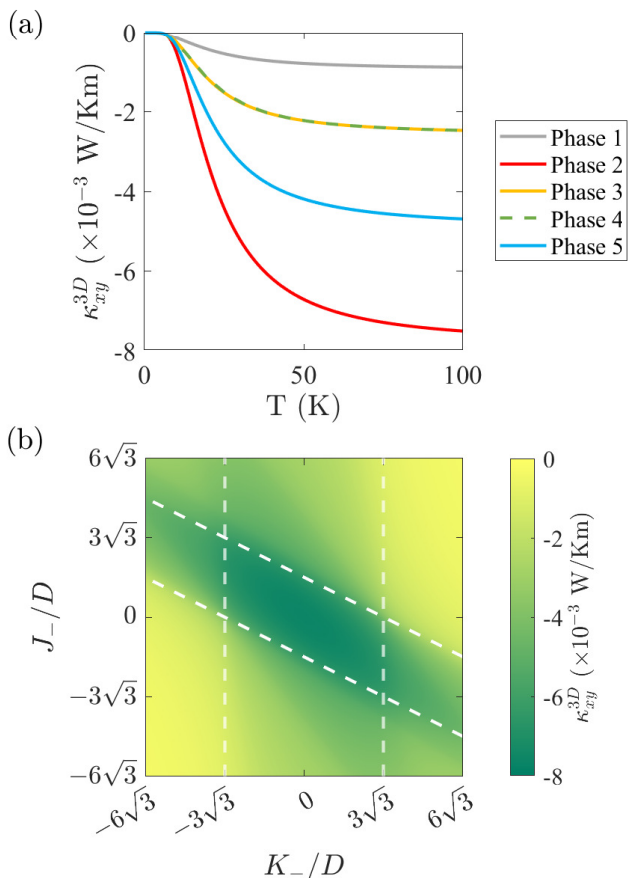 (a)
0
-2
-4
-6
-8
κ_{xy}^{3D} (×10^{−3} W/Km)
0 50 100
T (K)
Phase 1
Phase 2
Phase 3
Phase 4
Phase 5
(b)
6√3
3√3
0
−3√3
−6√3
J_−/D
−6√3 −3√3 0 3√3 6√3
K_−/D
0
-2
-4
-6
-8
κ_{xy}^{3D} (×10^{−3} W/Km)